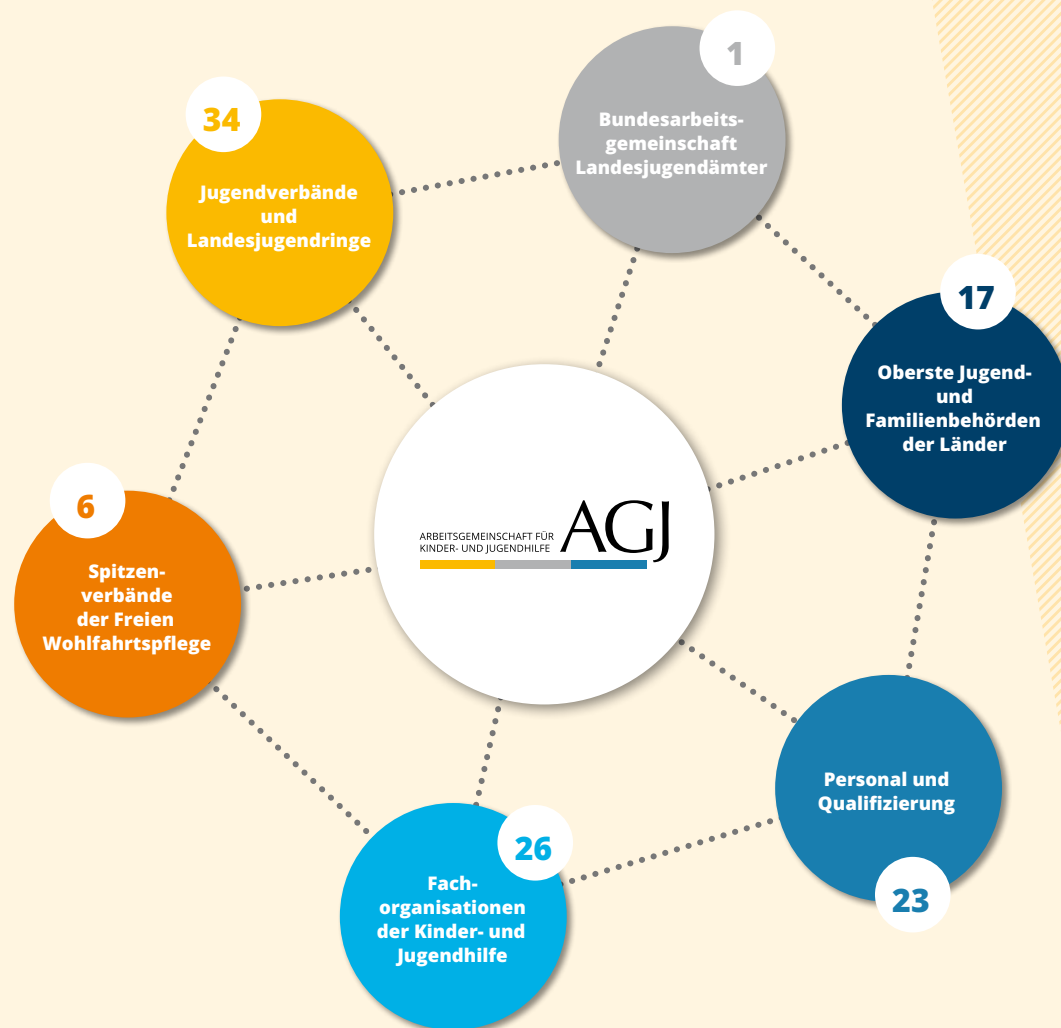 1
Bundesarbeits-
gemeinschaft
Landesjugendämter
34
Jugendverbände
und
Landesjugendringe
17
Oberste Jugend-
und
Familienbehörden
der Länder
ARBEITSGEMEINSCHAFT FÜR
KINDER- UND JUGENDHILFE
AGJ
6
Spitzen-
verbände
der Freien
Wohlfahrtspflege
Personal und
Qualifizierung
23
26
Fach-
organisationen
der Kinder- und
Jugendhilfe